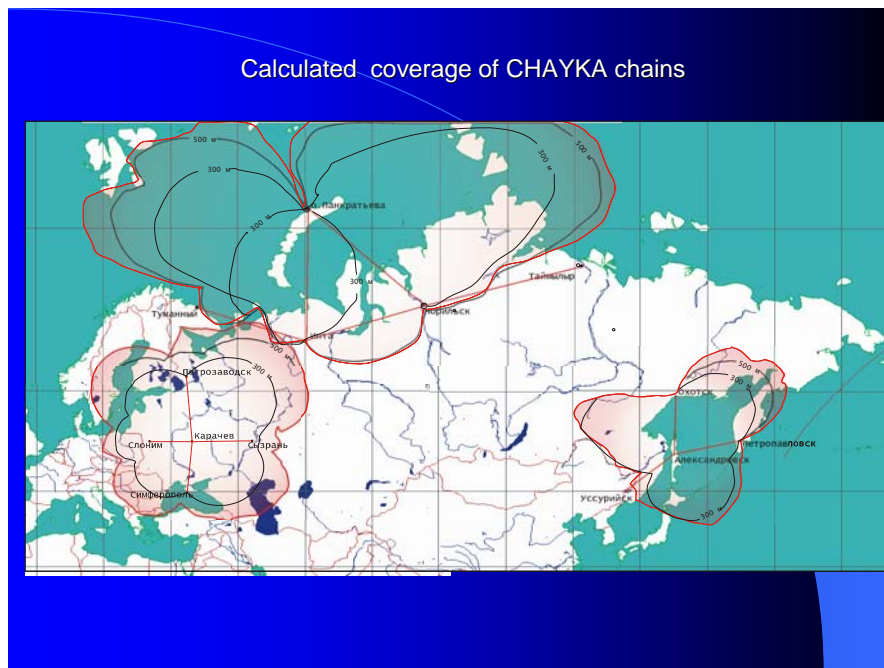 Calculated coverage of CHAYKA chains
500 м
500 м
300 м
300 м
о. Панкратьева
300 м
300 м
Таймылыр
Туманный
Норильск
Инта
500 м
300 м
Петрозаводск
500 м
300 м
Охотск
Карачев
Слоним
Сызрань
Петропавловск
Александровск
Симферополь
Уссурийск
300 м